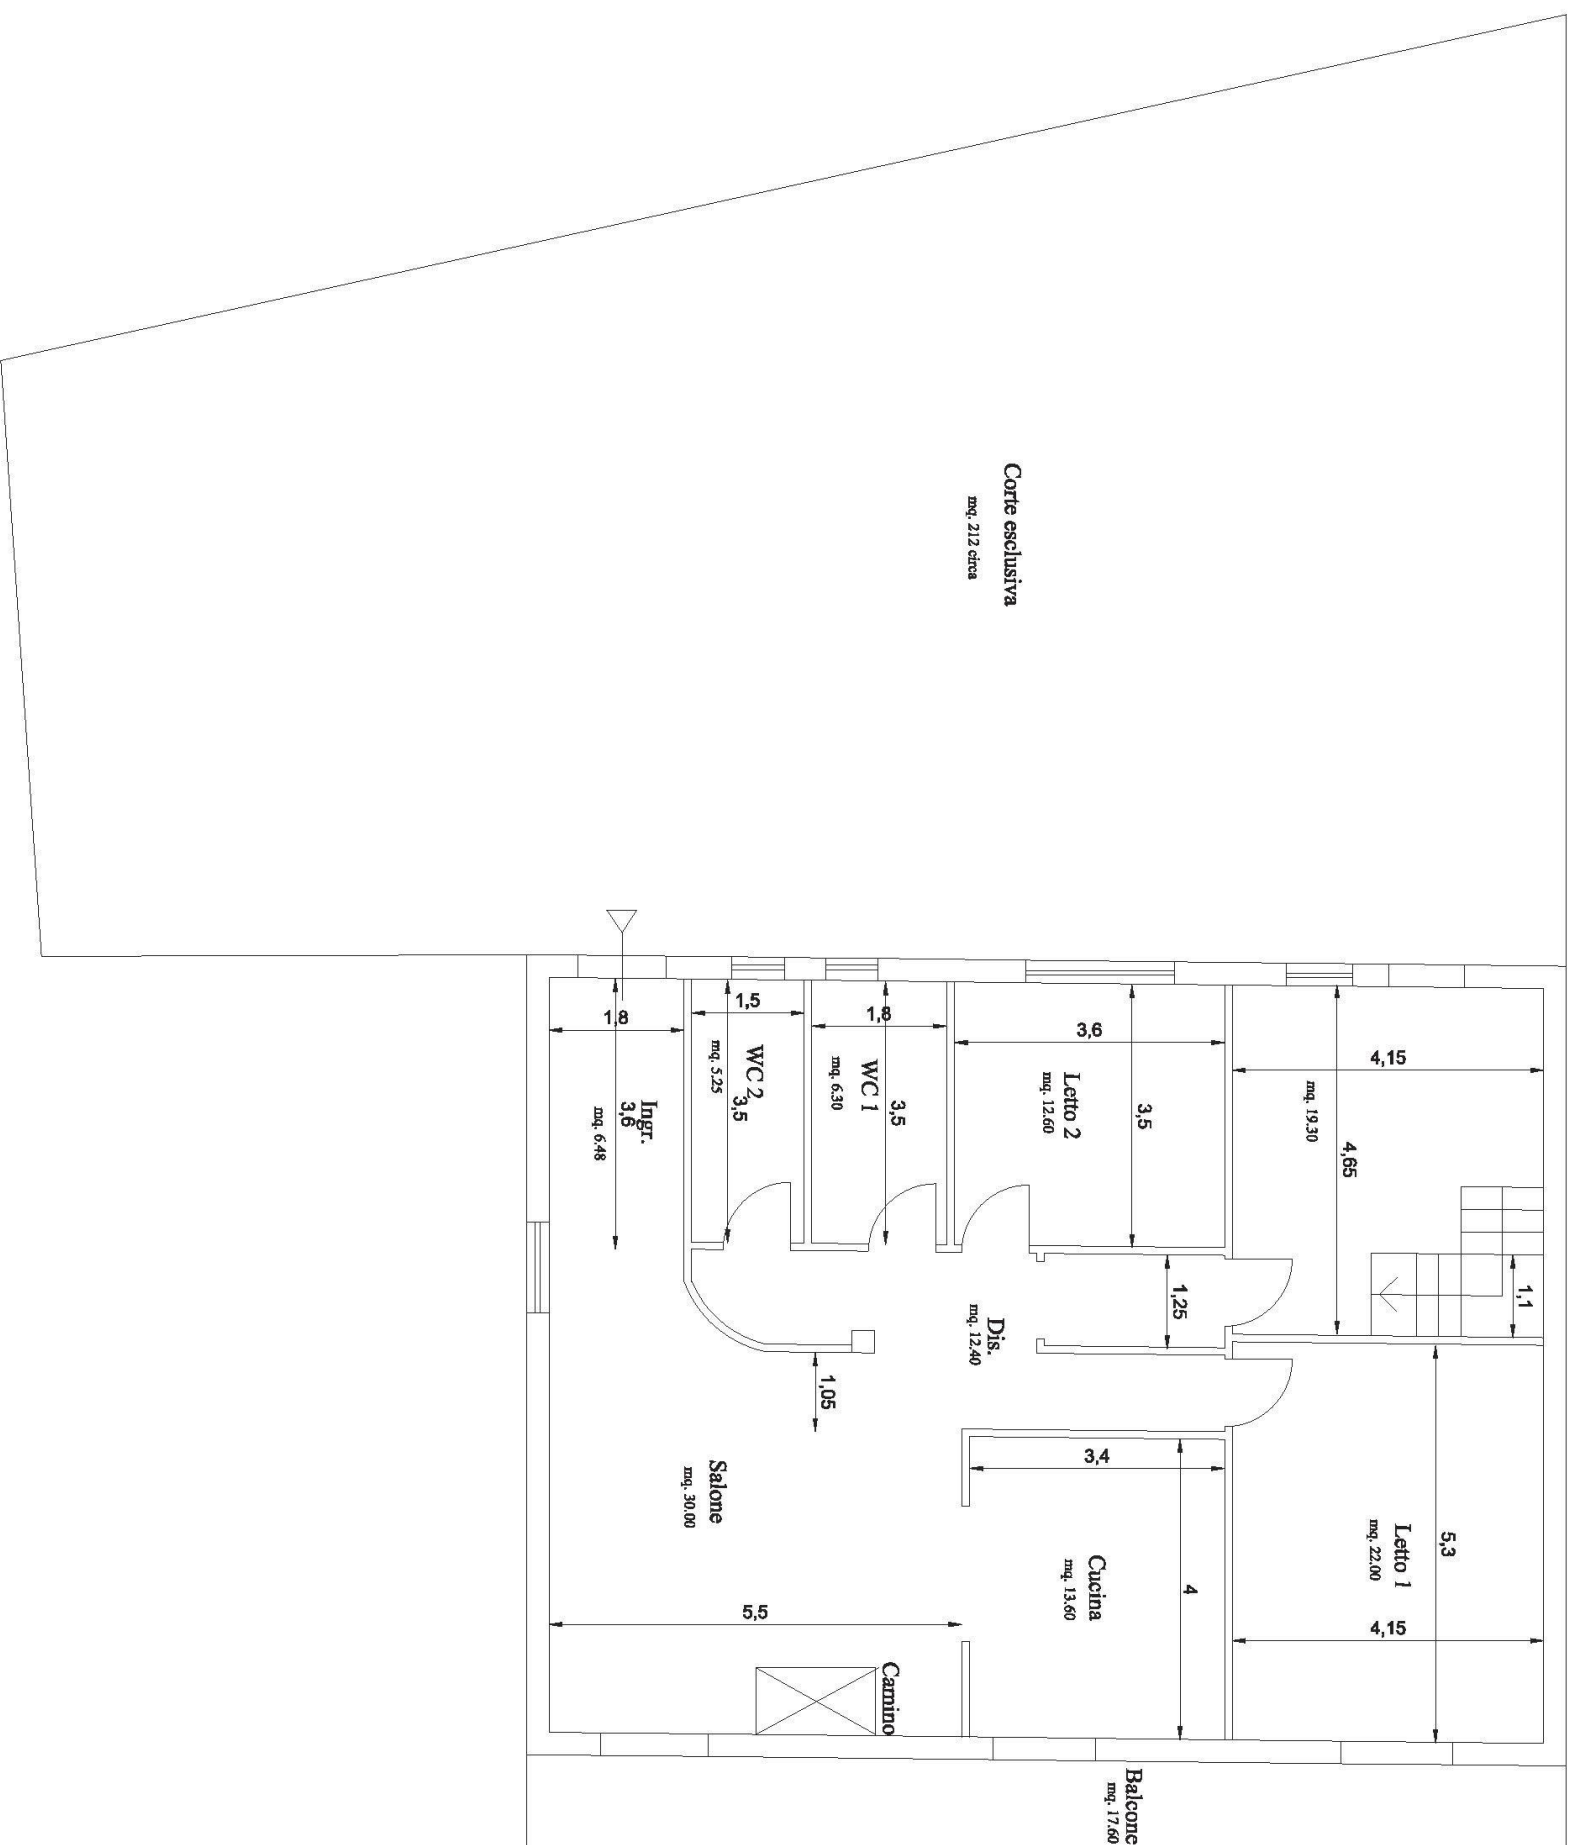 Corte esclusiva
mq. 212 circa
1,8
3,6
Ingr.
mq. 6.48
1,5
WC 2
3,5
mq. 5.25
1,8
WC 1
3,5
mq. 6.30
3,6
Letto 2
mq. 12.60
3,5
4,15
mq. 19.30
4,65
1,1
1,25
Dis.
mq. 12.40
1,05
Salone
mq. 30.00
5,5
Camino
3,4
4
Cucina
mq. 13.60
5,3
Letto 1
mq. 22.00
4,15
Balcone
mq. 17.60